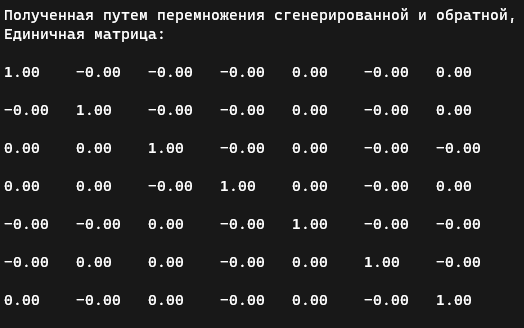 Полученная путем перемножения сгенерированной и обратной,
Единичная матрица:
1.00 -0.00 -0.00 -0.00 0.00 -0.00 0.00
-0.00 1.00 -0.00 -0.00 0.00 -0.00 0.00
0.00 0.00 1.00 -0.00 0.00 -0.00 -0.00
0.00 0.00 -0.00 1.00 0.00 -0.00 0.00
-0.00 -0.00 0.00 -0.00 1.00 -0.00 -0.00
-0.00 0.00 0.00 -0.00 0.00 1.00 -0.00
0.00 -0.00 0.00 -0.00 0.00 -0.00 1.00